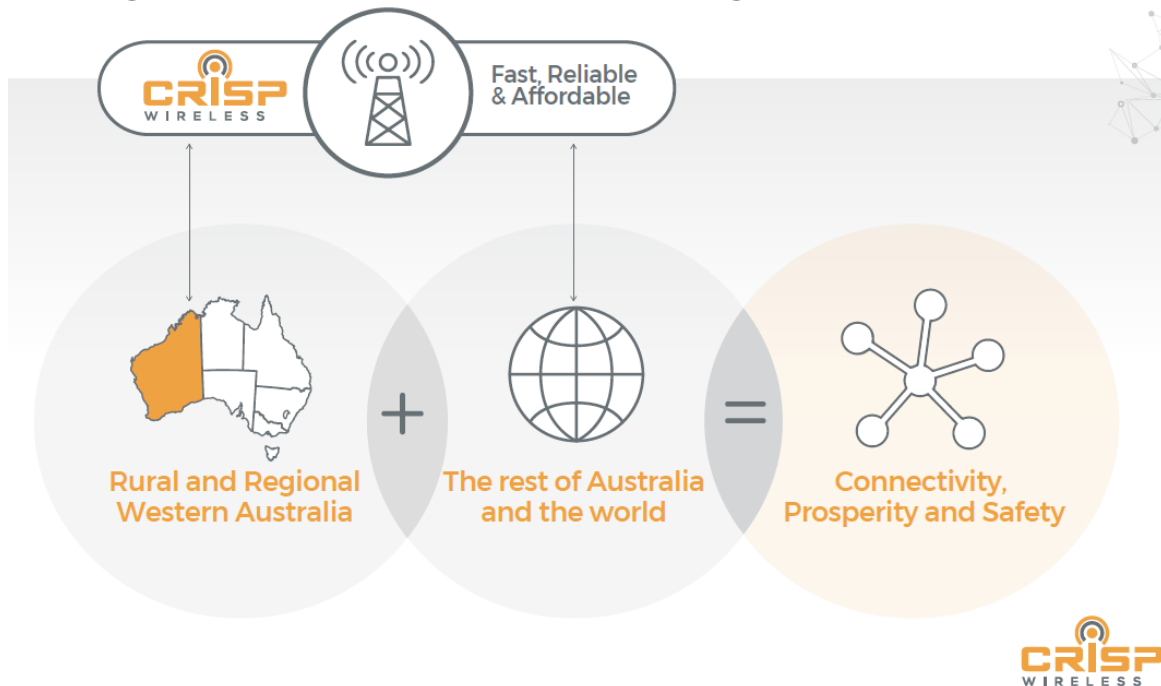 CRISP
WIRELESS
Fast, Reliable
& Affordable
+
=
Rural and Regional
Western Australia
The rest of Australia
and the world
Connectivity,
Prosperity and Safety
CRISP
WIRELESS